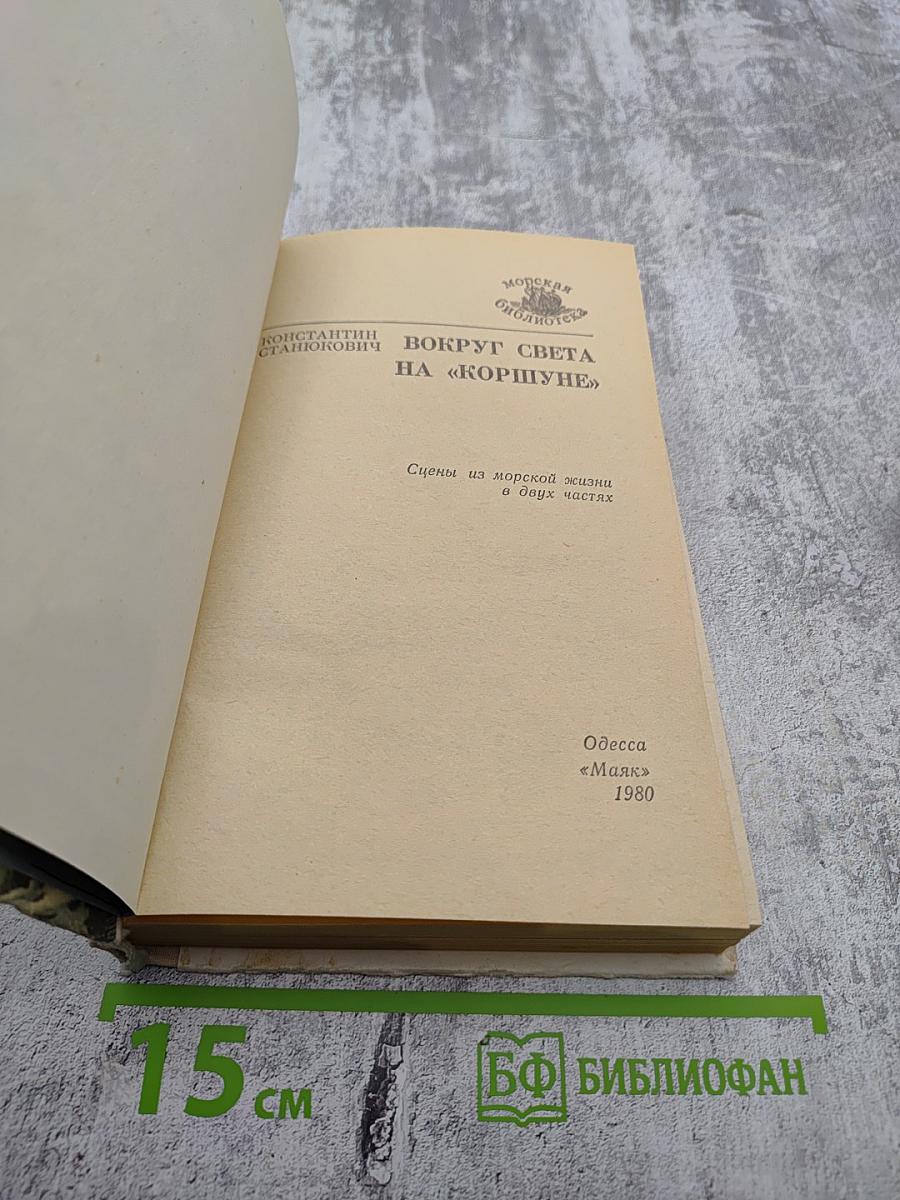 морская
библиотека
КОНСТАНТИН
СТАНЮКОВИЧ
ВОКРУГ СВЕТА
НА «КОРШУНЕ»
Сцены из морской жизни
в двух частях
Одесса
«Маяк»
1980
15 см
БФ БИБЛИОФАН